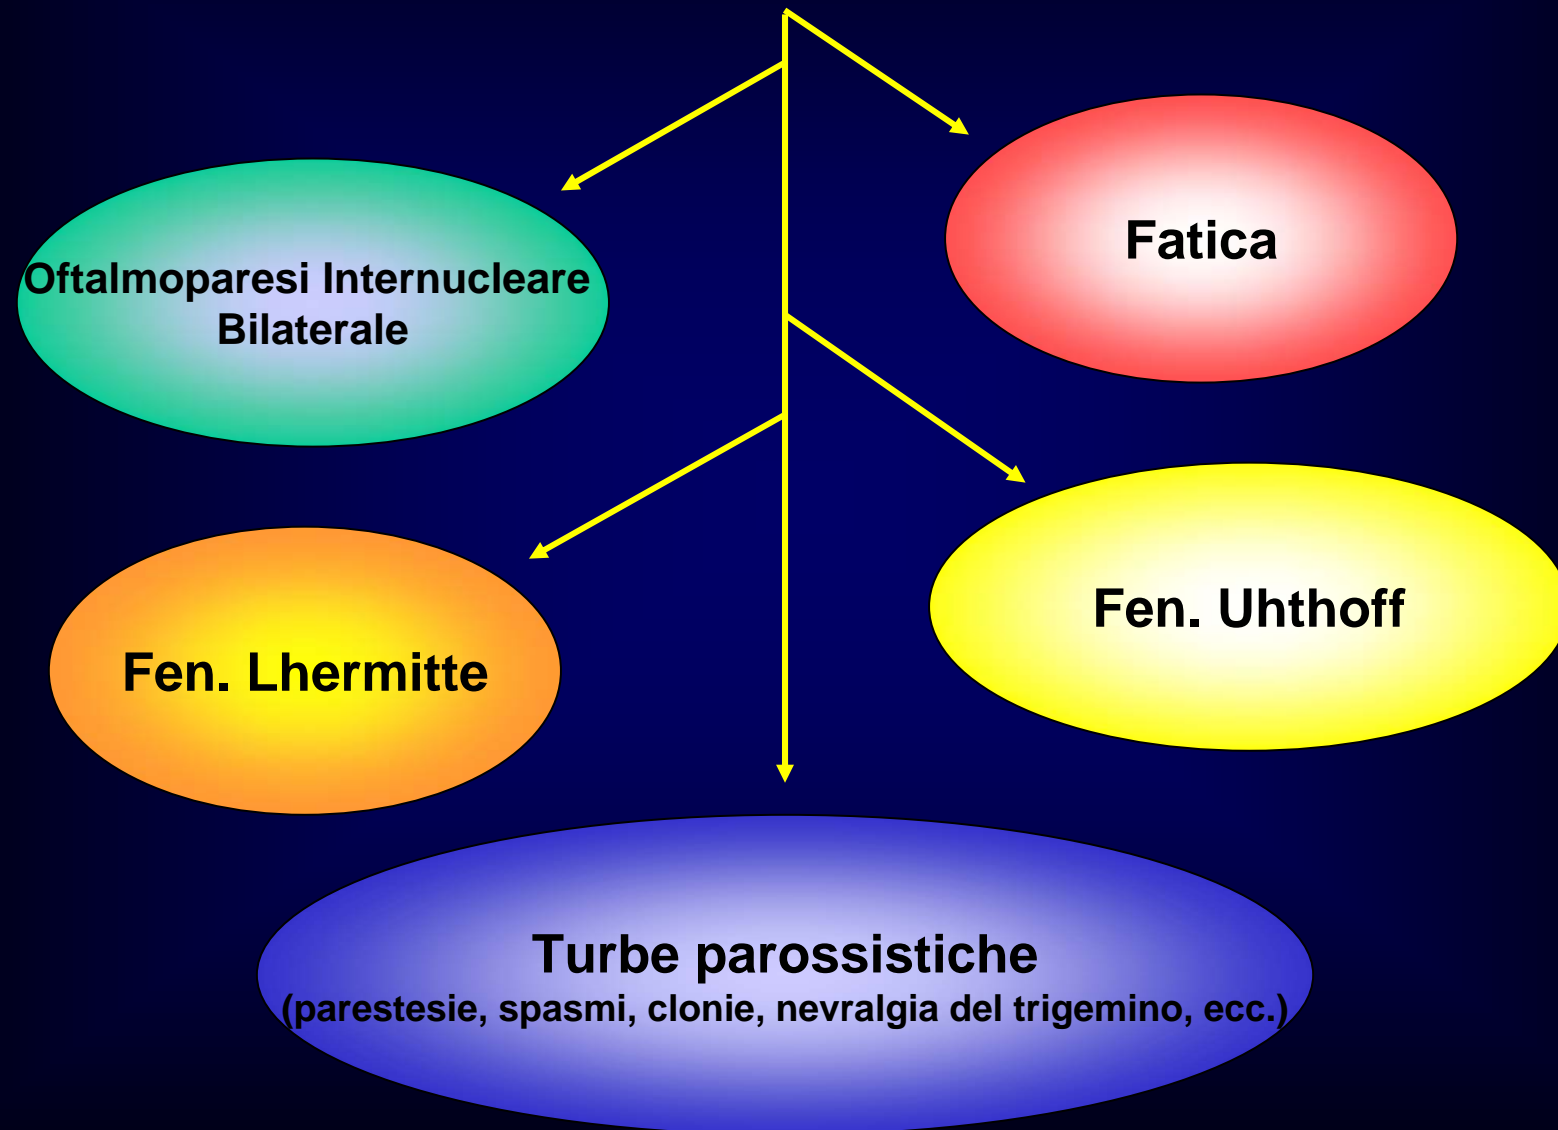 Fatica
Oftalmoparesi Internucleare
Bilaterale
Fen. Uhthoff
Fen. Lhermitte
Turbe parossistiche
(parestesie, spasmi, clonie, nevralgia del trigemino, ecc.)